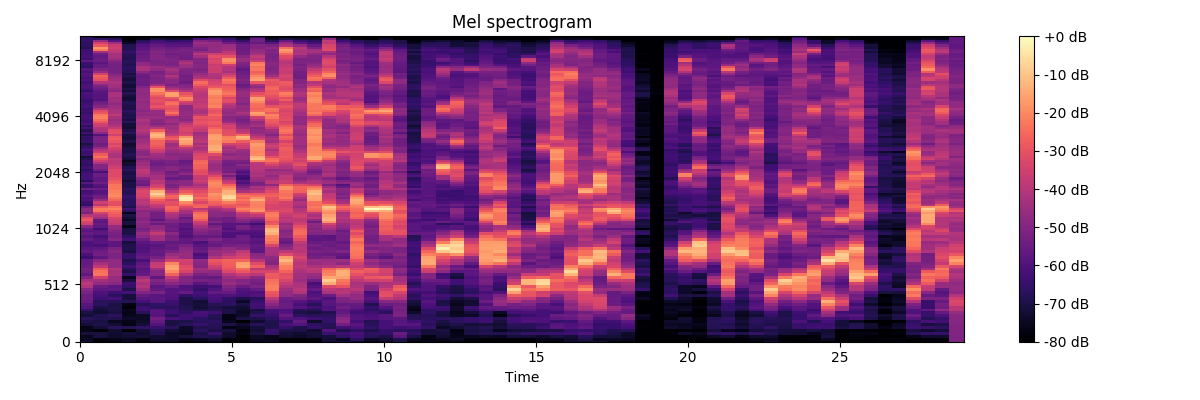 Mel spectrogram
8192
4096
2048
1024
512
0
Hz
0 5 10 15 20 25
Time
+0 dB
-10 dB
-20 dB
-30 dB
-40 dB
-50 dB
-60 dB
-70 dB
-80 dB